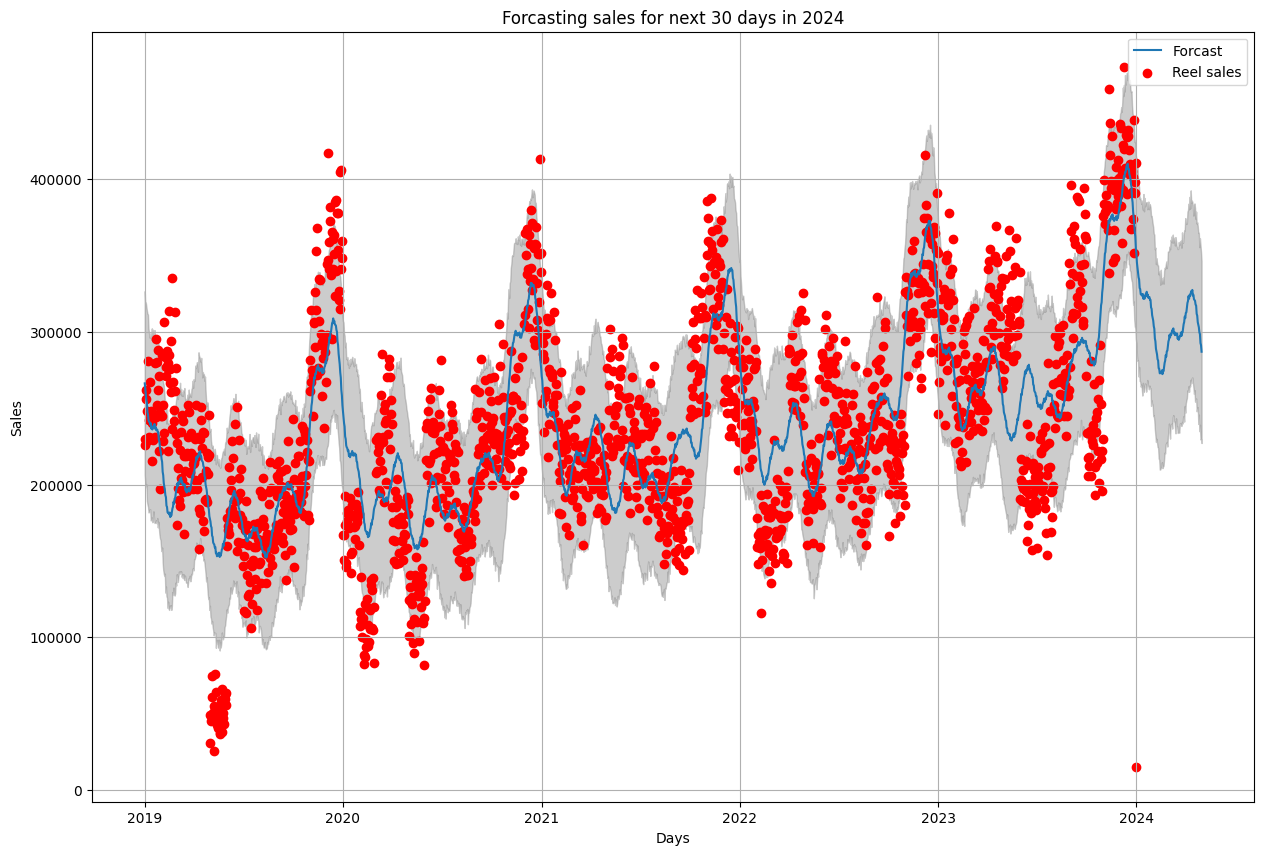 Forcasting sales for next 30 days in 2024
Forcast
Reel sales
400000
300000
200000
100000
0
Sales
2019 2020 2021 2022 2023 2024
Days